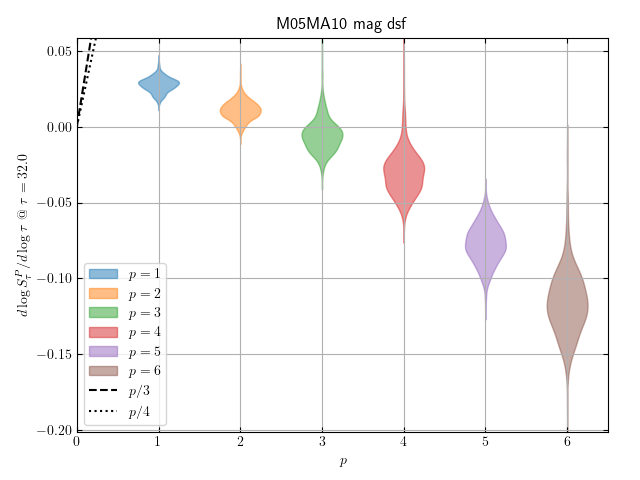 M05MA10 mag dsf
d log S_τ^P / d log τ @ τ = 32.0
0.05
0.00
−0.05
−0.10
−0.15
−0.20
p = 1
p = 2
p = 3
p = 4
p = 5
p = 6
p/3
p/4
0 1 2 3 4 5 6
p